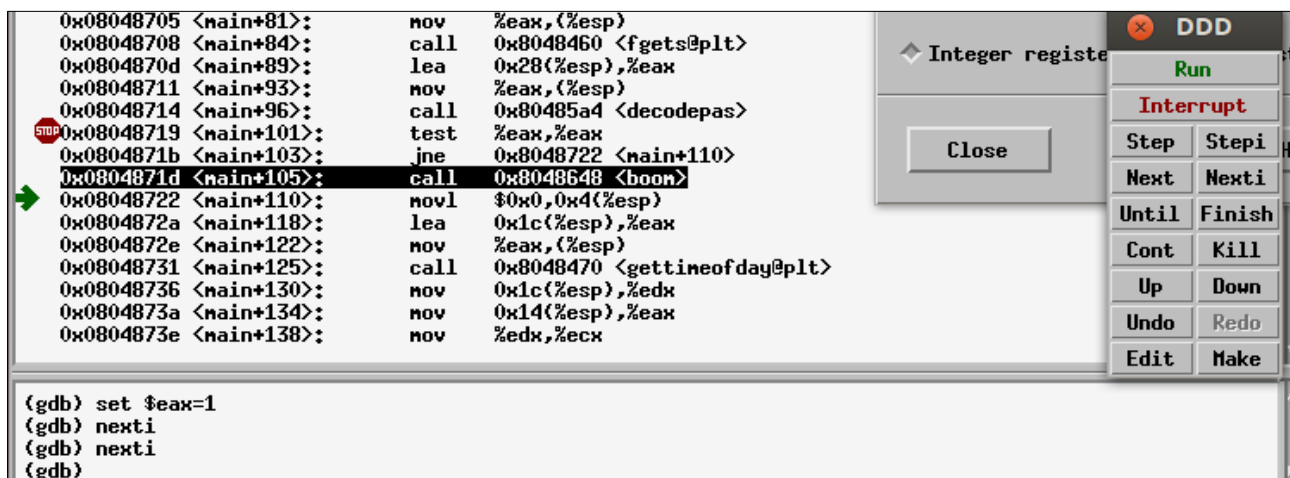 0x08048705 <main+81>: mov %eax,(%esp)
0x08048708 <main+84>: call 0x8048460 <fgets@plt>
0x0804870d <main+89>: lea 0x28(%esp),%eax
0x08048711 <main+93>: mov %eax,(%esp)
0x08048714 <main+96>: call 0x80485a4 <decodepas>
STOP 0x08048719 <main+101>: test %eax,%eax
0x0804871b <main+103>: jne 0x8048722 <main+110>
0x0804871d <main+105>: call 0x8048648 <boom>
0x08048722 <main+110>: movl $0x0,0x4(%esp)
0x0804872a <main+118>: lea 0x1c(%esp),%eax
0x0804872e <main+122>: mov %eax,(%esp)
0x08048731 <main+125>: call 0x8048470 <gettimeofday@plt>
0x08048736 <main+130>: mov 0x1c(%esp),%edx
0x0804873a <main+134>: mov 0x14(%esp),%eax
0x0804873e <main+138>: mov %edx,%ecx
(gdb) set $eax=1
(gdb) nexti
(gdb) nexti
(gdb)
Integer registe
Close
DDD
Run
Interrupt
Step Stepi
Next Nexti
Until Finish
Cont Kill
Up Down
Undo Redo
Edit Make